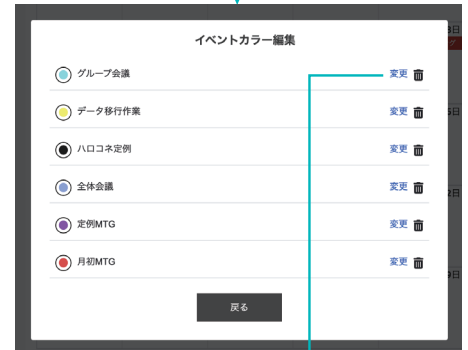 イベントカラー編集
グループ会議 変更
データ移行作業 変更
ハロコネ定例 変更
全体会議 変更
定例MTG 変更
月初MTG 変更
戻る